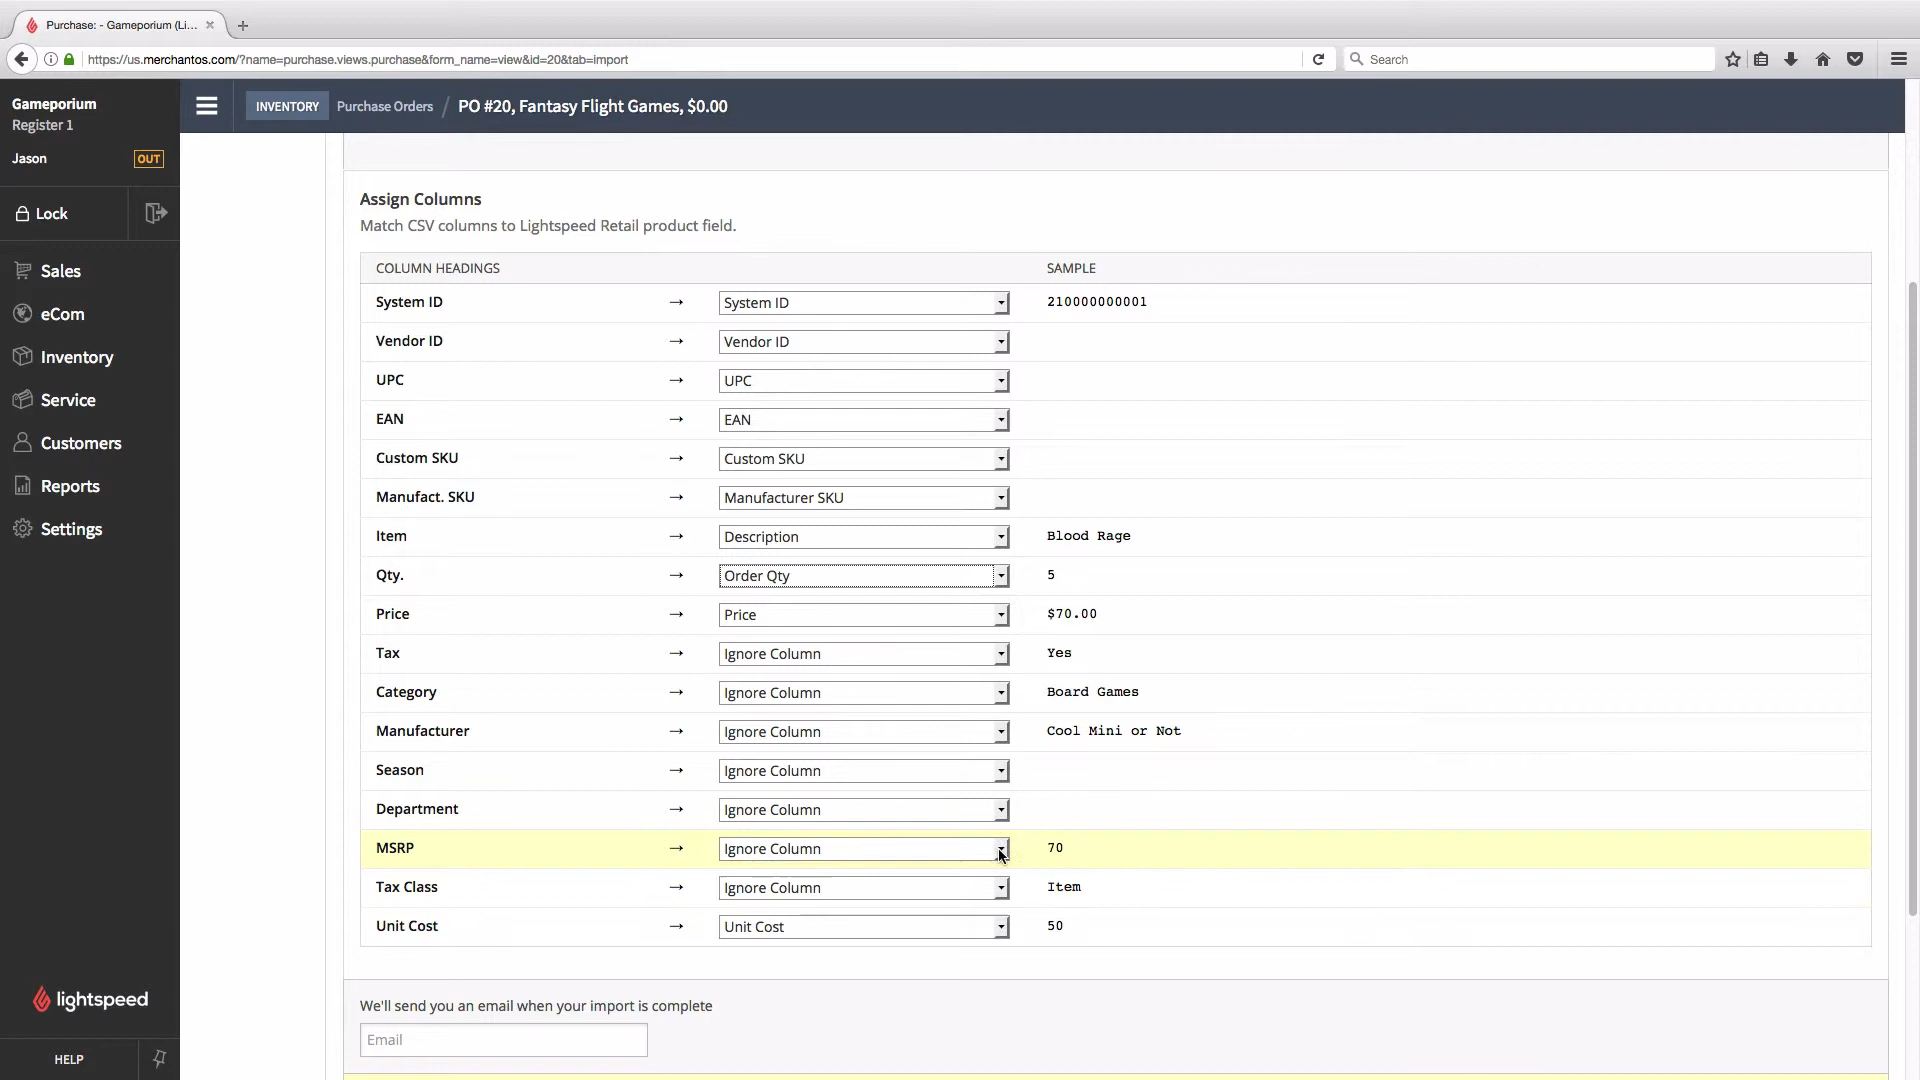 Purchase: - Gameporium (Li...
https://us.merchantos.com/?name=purchase.views.purchase&form_name=view&id=20&tab=import
Search
Gameporium
Register 1
Jason OUT
Lock
Sales
eCom
Inventory
Service
Customers
Reports
Settings
lightspeed
HELP
INVENTORY Purchase Orders / PO #20, Fantasy Flight Games, $0.00
Assign Columns
Match CSV columns to Lightspeed Retail product field.
COLUMN HEADINGS SAMPLE
System ID → System ID 210000000001
Vendor ID → Vendor ID
UPC → UPC
EAN → EAN
Custom SKU → Custom SKU
Manufact. SKU → Manufacturer SKU
Item → Description Blood Rage
Qty. → Order Qty 5
Price → Price $70.00
Tax → Ignore Column Yes
Category → Ignore Column Board Games
Manufacturer → Ignore Column Cool Mini or Not
Season → Ignore Column
Department → Ignore Column
MSRP → Ignore Column 70
Tax Class → Ignore Column Item
Unit Cost → Unit Cost 50
We'll send you an email when your import is complete
Email